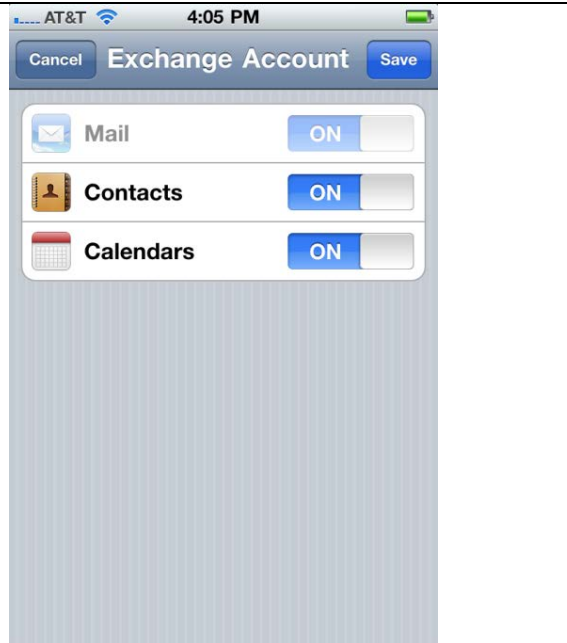 AT&T 4:05 PM
Cancel Exchange Account Save
Mail ON
Contacts ON
Calendars ON